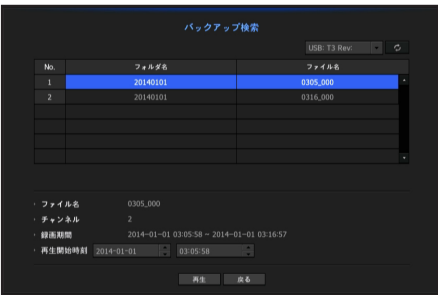 バックアップ検索
USB: T3 Rev:
No. フォルダ名 ファイル名
1 20140101 0305_000
2 20140101 0316_000
・ ファイル名 0305_000
・ チャンネル 2
・ 録画期間 2014-01-01 03:05:58 ~ 2014-01-01 03:16:57
・ 再生開始時刻 2014-01-01 03:05:58
再生 戻る